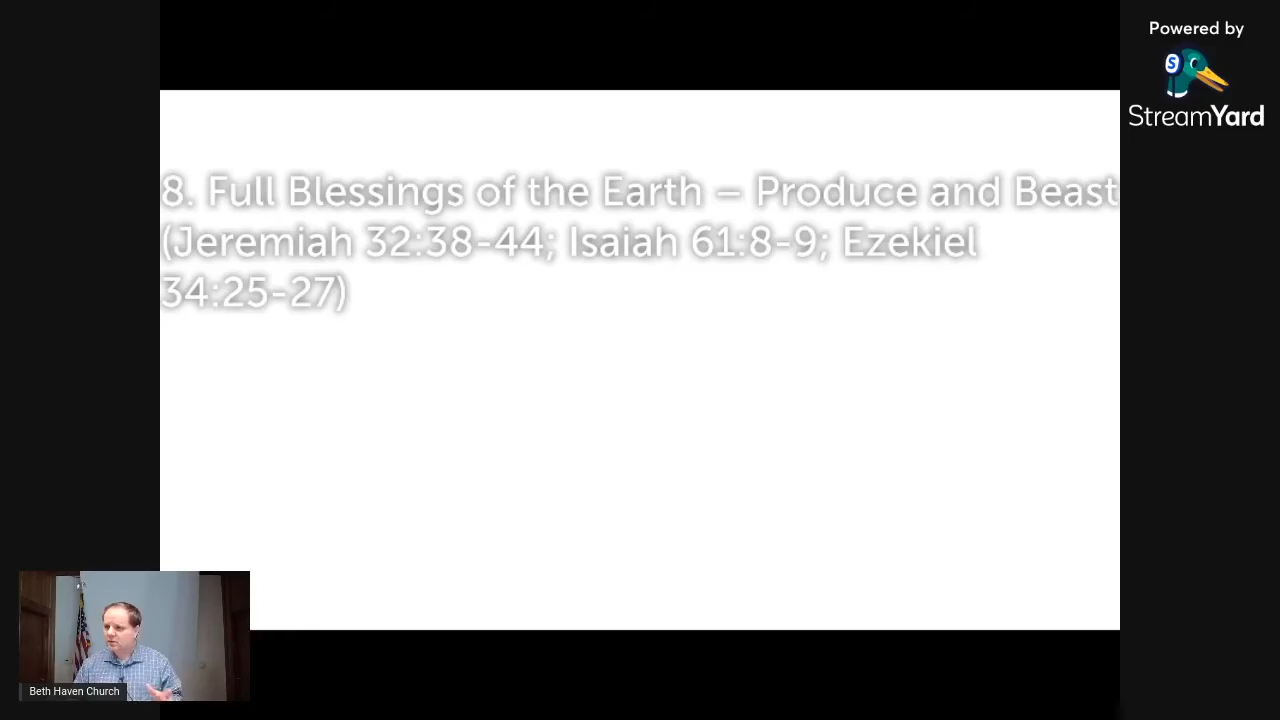 Powered by
S
StreamYard
8. Full Blessings of the Earth – Produce and Beast
(Jeremiah 32:38-44; Isaiah 61:8-9; Ezekiel
34:25-27)
Beth Haven Church